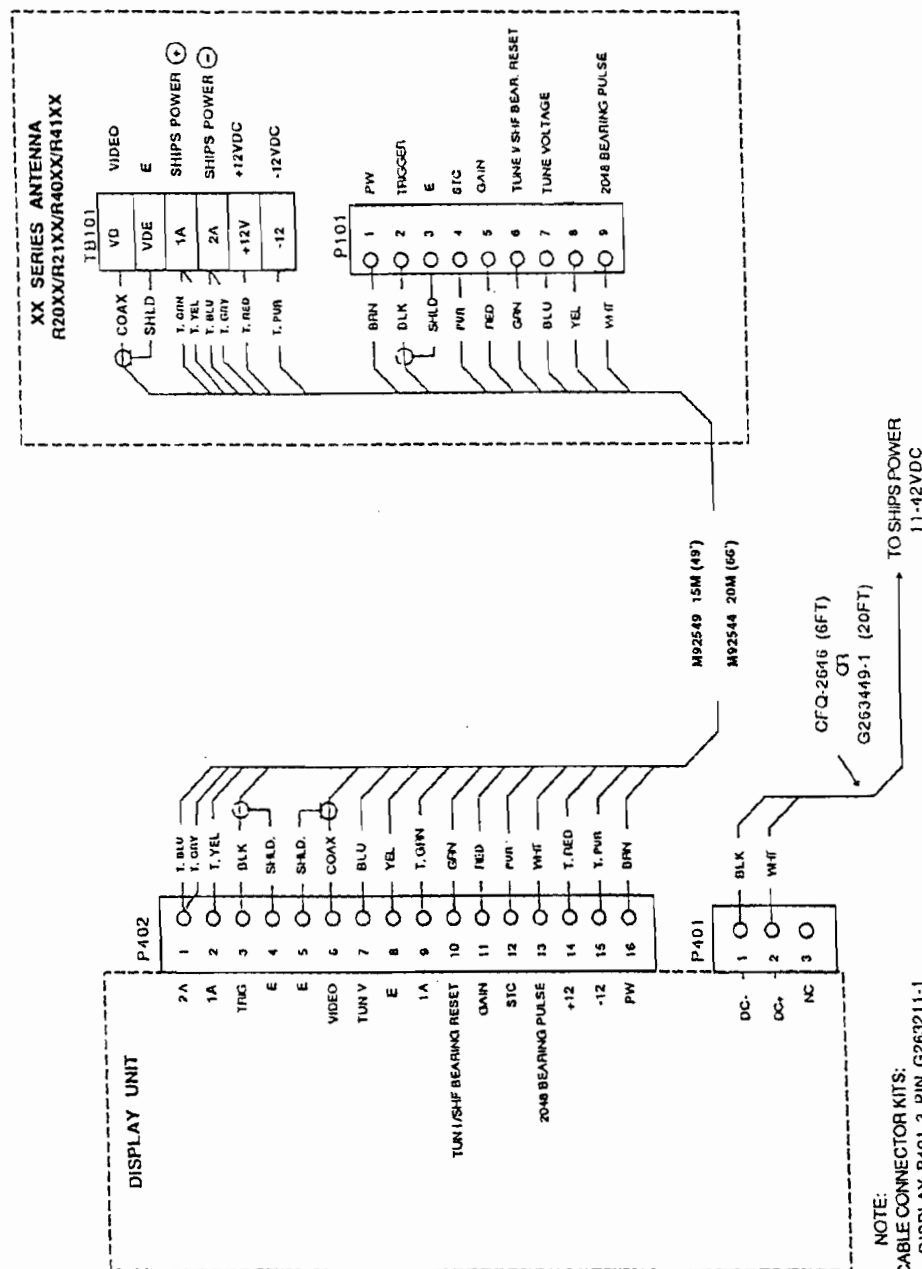 XX SERIES ANTENNA
R20XX/R21XX/R40XX/R41XX
TB101
COAX VD VIDEO
SHLD VDE E
T. GRN
T. YEL
1A SHIPS POWER +
T. BLU
T. GRY
2A SHIPS POWER -
T. RED +12V +12VDC
T. PUR -12 -12VDC
P101
BRN 1 PW
BLK 2 TRIGGER
SHLD 3 E
PUR 4 STC
RED 5 GAIN
GRN 6 TUNE I/ SHF BEAR. RESET
BLU 7 TUNE VOLTAGE
YEL 8
WHT 9 2048 BEARING PULSE
M92549 15M (49')
M92544 20M (66')
DISPLAY UNIT
P402
2A 1 T. BLU
T. GRY
1A 2 T. YEL
TRIG 3 BLK
E 4 SHLD.
E 5 SHLD.
VIDEO 6 COAX
TUN V 7 BLU
E 8 YEL
1A 9 T. GRN
TUN I/SHF BEARING RESET 10 GRN
GAIN 11 RED
STC 12 PUR
2048 BEARING PULSE 13 WHT
+12 14 T. RED
-12 15 T. PUR
PW 16 BRN
P401
DC- 1 BLK
DC+ 2 WHT
NC 3
CFQ-2646 (6FT)
OR
G263449-1 (20FT)
TO SHIPS POWER
11-42VDC
NOTE:
CABLE CONNECTOR KITS:
DISPLAY P401 3 PIN G263211-1